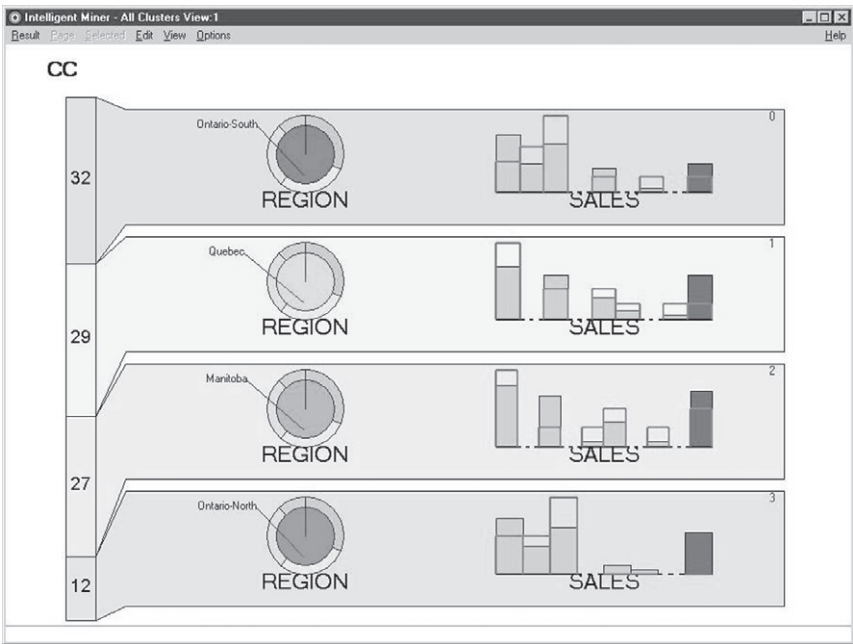 Intelligent Miner - All Clusters View:1
Result Page Selected Edit View Options Help
CC
32
Ontario-South
REGION
SALES
0
29
Quebec
REGION
SALES
1
27
Manitoba
REGION
SALES
2
12
Ontario-North
REGION
SALES
3